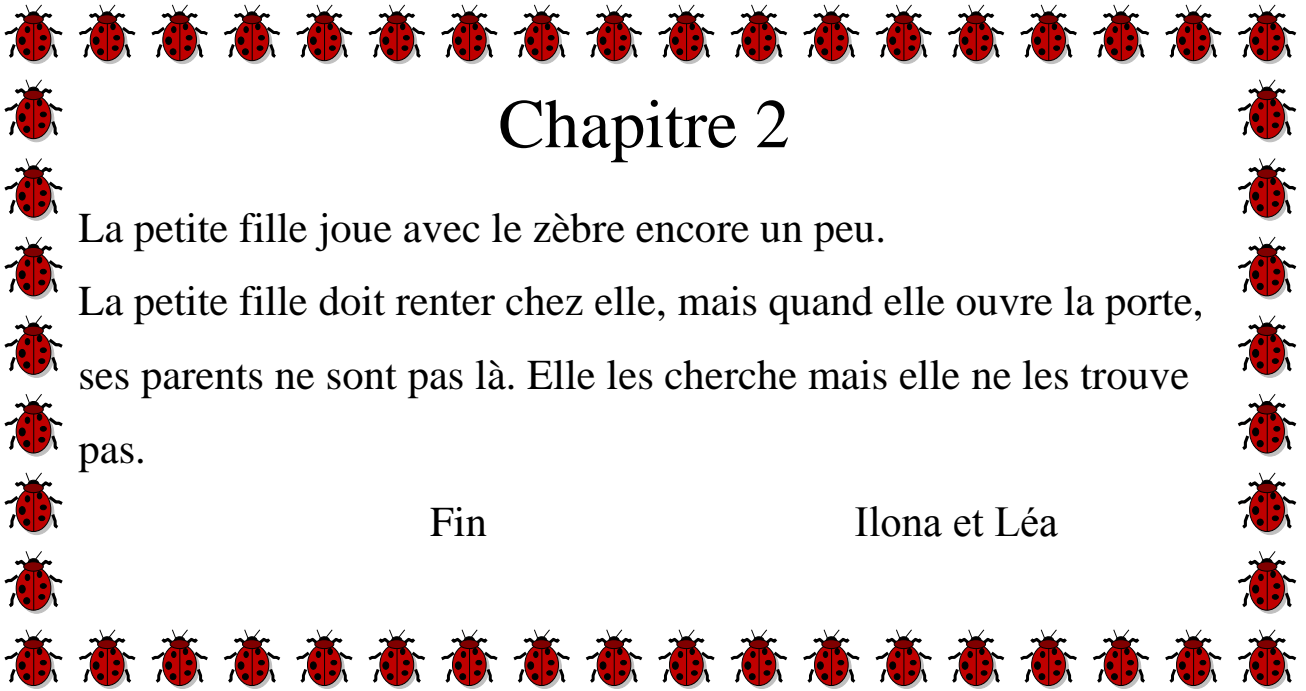 Chapitre 2
La petite fille joue avec le zèbre encore un peu.
La petite fille doit renter chez elle, mais quand elle ouvre la porte,
ses parents ne sont pas là. Elle les cherche mais elle ne les trouve
pas.
Fin Ilona et Léa